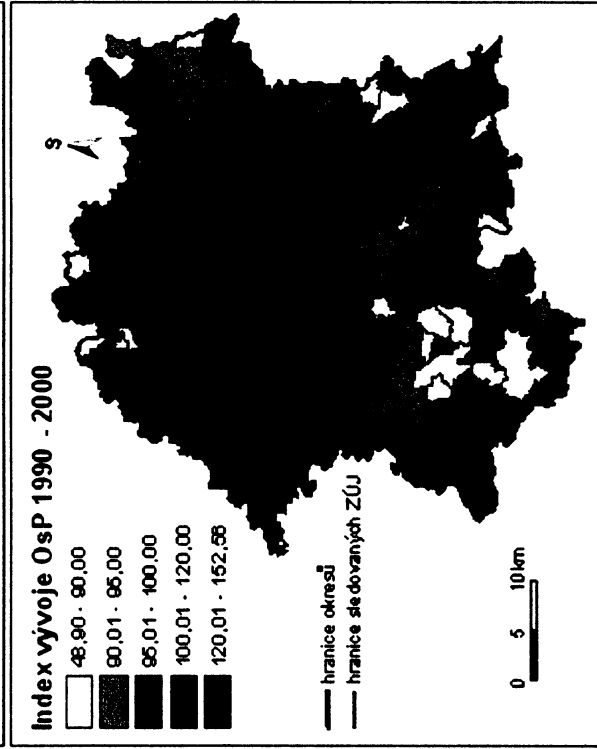 Index vývoje OsP 1990 - 2000
48,90 - 90,00
90,01 - 95,00
95,01 - 100,00
100,01 - 120,00
120,01 - 152,56
S
hranice okresů
hranice sledovaných ZÚJ
0 5 10km